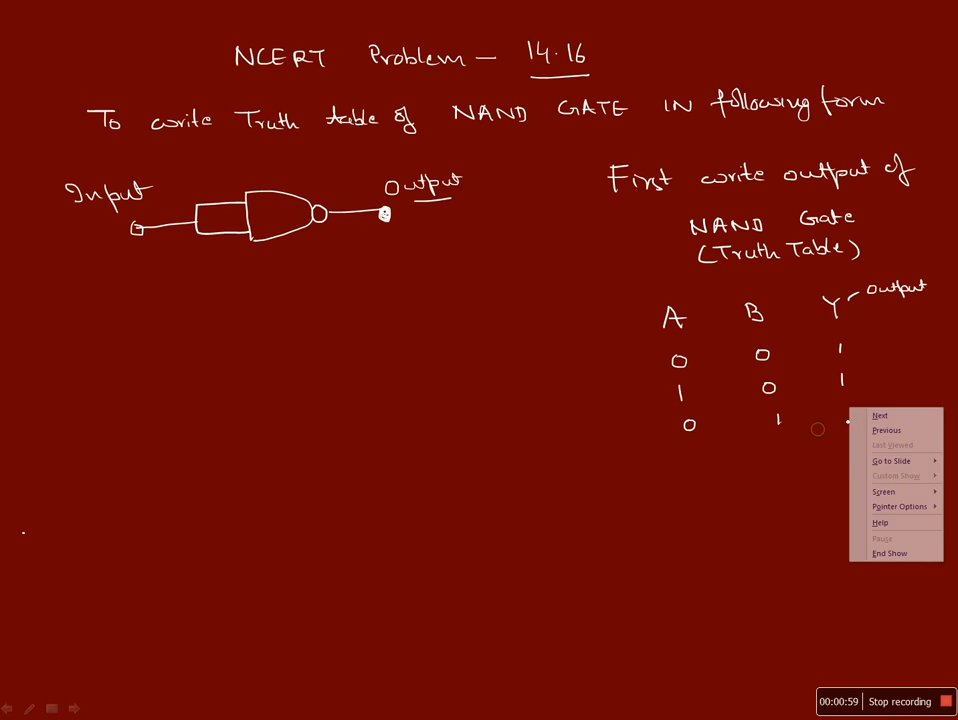 NCERT Problem - 14.16
To write Truth table of NAND GATE IN following form
Input
Output
First write output of
NAND Gate
(Truth Table)
A B Y output
0 0 1
1 0 1
0 1
Next
Previous
Last Viewed
Go to Slide
Custom Show
Screen
Pointer Options
Help
Pause
End Show
00:00:59 Stop recording